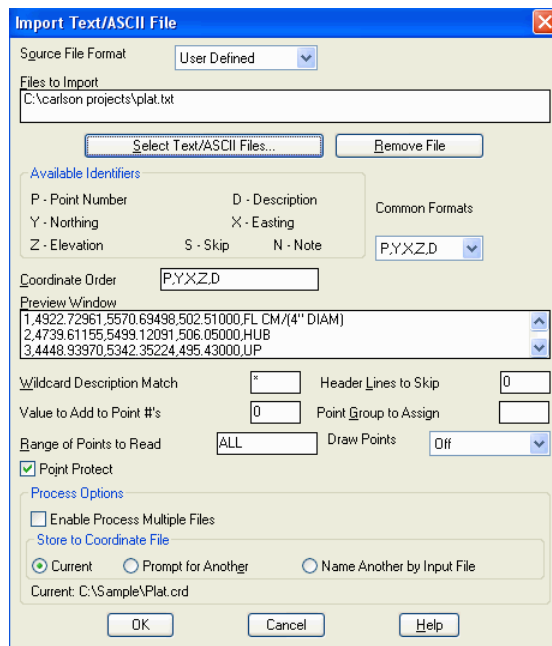 Import Text/ASCII File
Source File Format User Defined
Files to Import
C:\carlson projects\plat.txt
Select Text/ASCII Files... Remove File
Available Identifiers
P - Point Number D - Description
Y - Northing X - Easting
Z - Elevation S - Skip N - Note
Common Formats
P,Y,X,Z,D
Coordinate Order P,Y,X,Z,D
Preview Window
1,4922.72961,5570.69498,502.51000,FL CM/(4" DIAM)
2,4739.61155,5499.12091,506.05000,HUB
3,4448.93970,5342.35224,495.43000,UP
Wildcard Description Match * Header Lines to Skip 0
Value to Add to Point #'s 0 Point Group to Assign
Range of Points to Read ALL Draw Points Off
Point Protect
Process Options
Enable Process Multiple Files
Store to Coordinate File
Current Prompt for Another Name Another by Input File
Current: C:\Sample\Plat.crd
OK Cancel Help